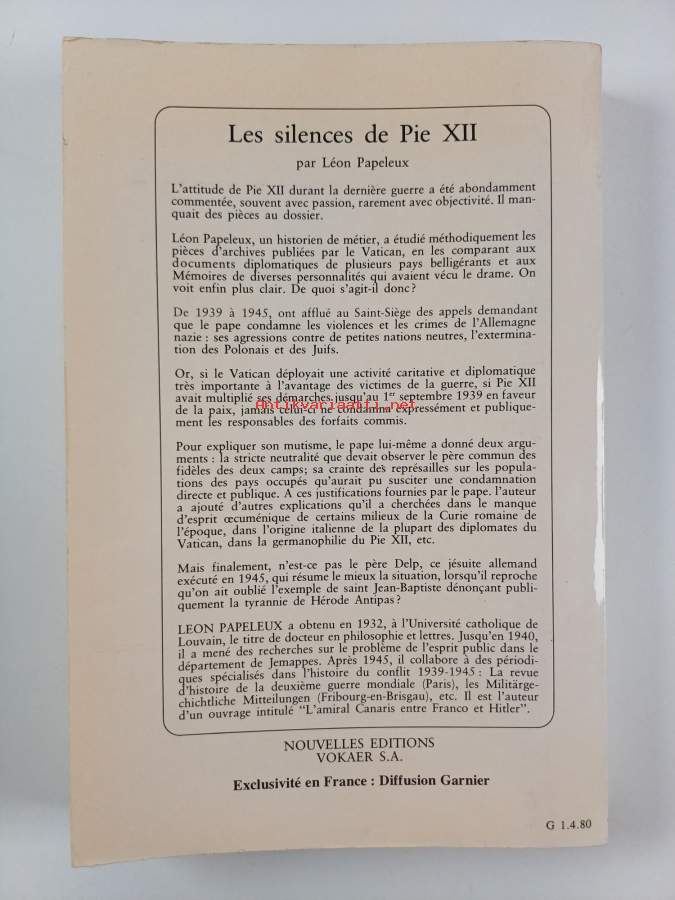 Les silences de Pie XII
par Léon Papeleux
L'attitude de Pie XII durant la dernière guerre a été abondamment
commentée, souvent avec passion, rarement avec objectivité. Il man-
quait des pièces au dossier.
Léon Papeleux, un historien de métier, a étudié méthodiquement les
pièces d'archives publiées par le Vatican, en les comparant aux
documents diplomatiques de plusieurs pays belligérants et aux
Mémoires de diverses personnalités qui avaient vécu le drame. On
voit enfin plus clair. De quoi s'agit-il donc?
De 1939 à 1945, ont afflué au Saint-Siège des appels demandant
que le pape condamne les violences et les crimes de l'Allemagne
nazie : ses agressions contre de petites nations neutres, l'extermina-
tion des Polonais et des Juifs.
Or, si le Vatican déployait une activité caritative et diplomatique
très importante à l'avantage des victimes de la guerre, si Pie XII
avait multiplié ses démarches jusqu'au 1er septembre 1939 en faveur
Antikvariaatti.net
de la paix, jamais celui-ci ne condamna expressément et publique-
ment les responsables des forfaits commis.
Pour expliquer son mutisme, le pape lui-même a donné deux argu-
ments : la stricte neutralité que devait observer le père commun des
fidèles des deux camps; sa crainte des représailles sur les popula-
tions des pays occupés qu'aurait pu susciter une condamnation
directe et publique. A ces justifications fournies par le pape. l'auteur
a ajouté d'autres explications qu'il a cherchées dans le manque
d'esprit œcuménique de certains milieux de la Curie romaine de
l'époque, dans l'origine italienne de la plupart des diplomates du
Vatican, dans la germanophilie du Pie XII, etc.
Mais finalement, n'est-ce pas le père Delp, ce jésuite allemand
exécuté en 1945, qui résume le mieux la situation, lorsqu'il reproche
qu'on ait oublié l'exemple de saint Jean-Baptiste dénonçant publi-
quement la tyrannie de Hérode Antipas?
LEON PAPELEUX a obtenu en 1932, à l'Université catholique de
Louvain, le titre de docteur en philosophie et lettres. Jusqu'en 1940,
il a mené des recherches sur le problème de l'esprit public dans le
département de Jemappes. Après 1945, il collabore à des périodi-
ques spécialisés dans l'histoire du conflit 1939-1945 : La revue
d'histoire de la deuxième guerre mondiale (Paris), les Militärge-
chichtliche Mitteilungen (Fribourg-en-Brisgau), etc. Il est l'auteur
d'un ouvrage intitulé "L'amiral Canaris entre Franco et Hitler".
NOUVELLES EDITIONS
VOKAER S.A.
Exclusivité en France : Diffusion Garnier
G 1.4.80